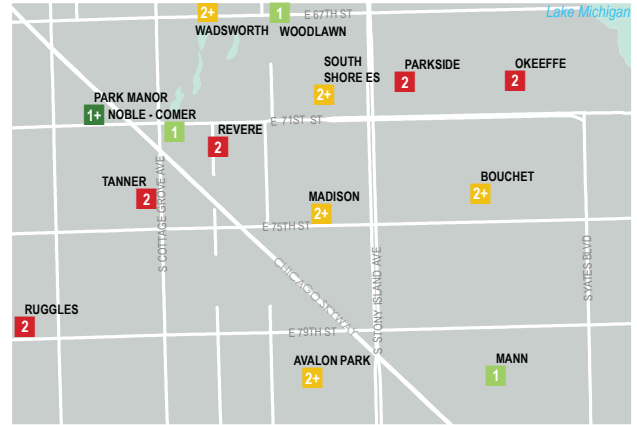 Lake Michigan
2+
1
E 67TH ST
WADSWORTH
WOODLAWN
SOUTH
SHORE ES
2+
PARKSIDE
2
OKEEFFE
2
PARK MANOR
1+
NOBLE - COMER
1
E 71ST ST
REVERE
2
TANNER
2
S COTTAGE GROVE AVE
MADISON
2+
BOUCHET
2+
E 75TH ST
CHICAGO SKYWAY
S STONY ISLAND AVE
S YATES BLVD
RUGGLES
2
E 79TH ST
AVALON PARK
2+
MANN
1